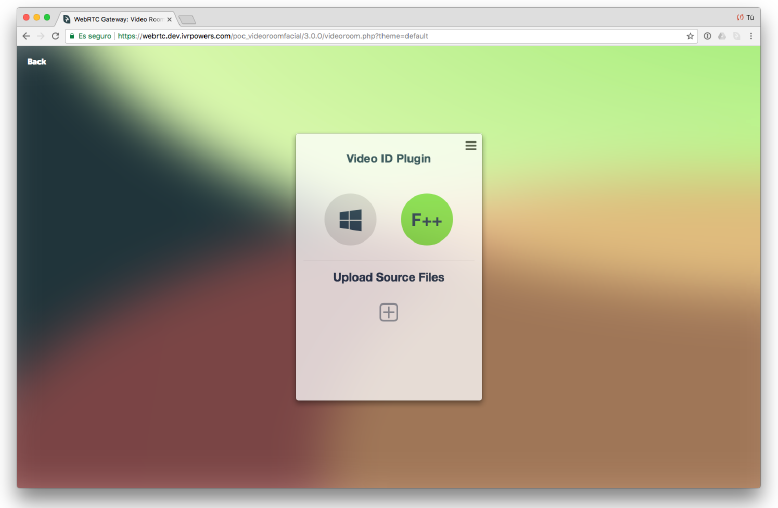 WebRTC Gateway: Video Room
Tú
Es seguro | https://webrtc.dev.ivrpowers.com/poc_videoroomfacial/3.0.0/videoroom.php?theme=default
Back
Video ID Plugin
F++
Upload Source Files